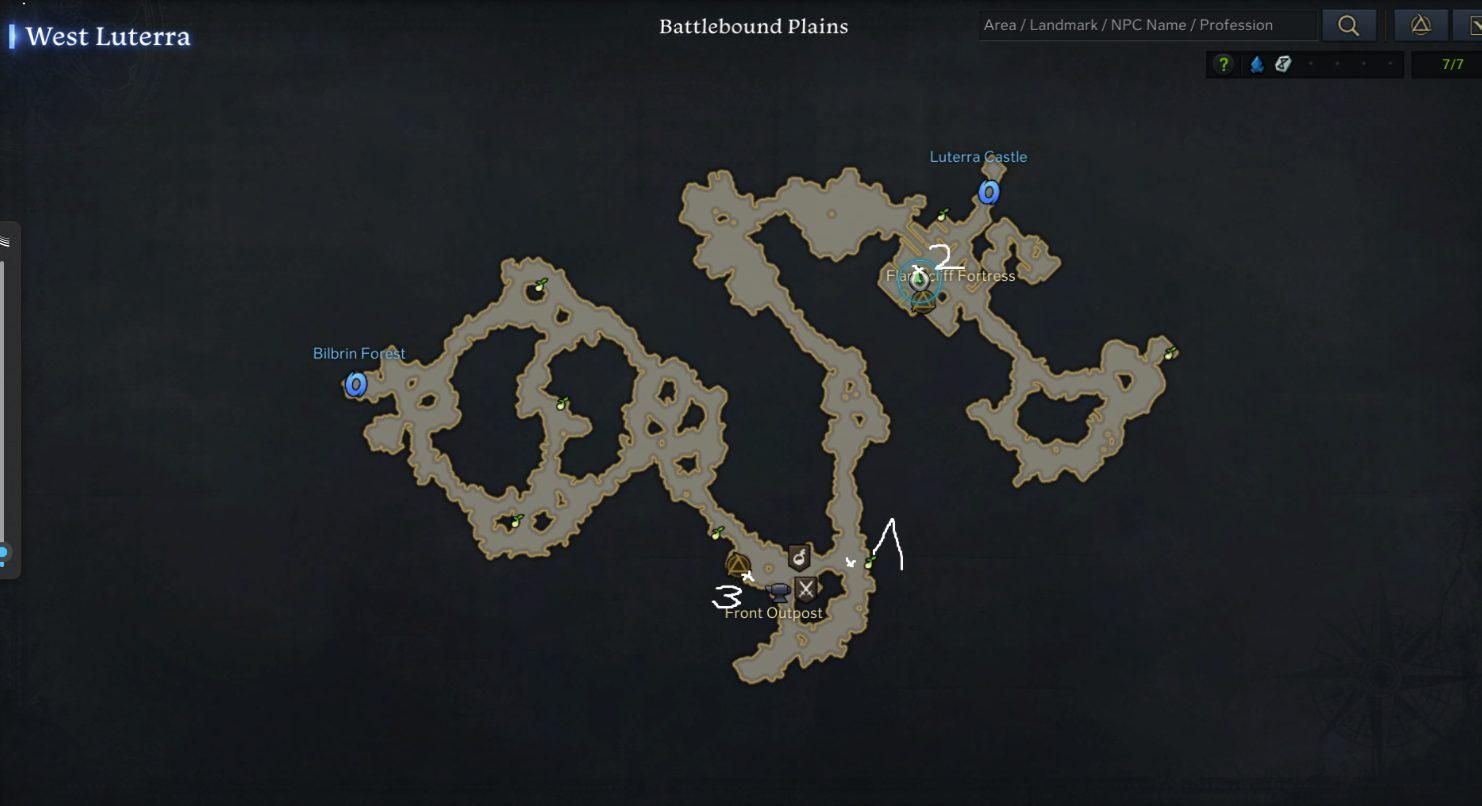 West Luterra
Battlebound Plains
Area / Landmark / NPC Name / Profession
?
7/7
Luterra Castle
2
Fortress
Bilbrin Forest
1
3
Front Outpost